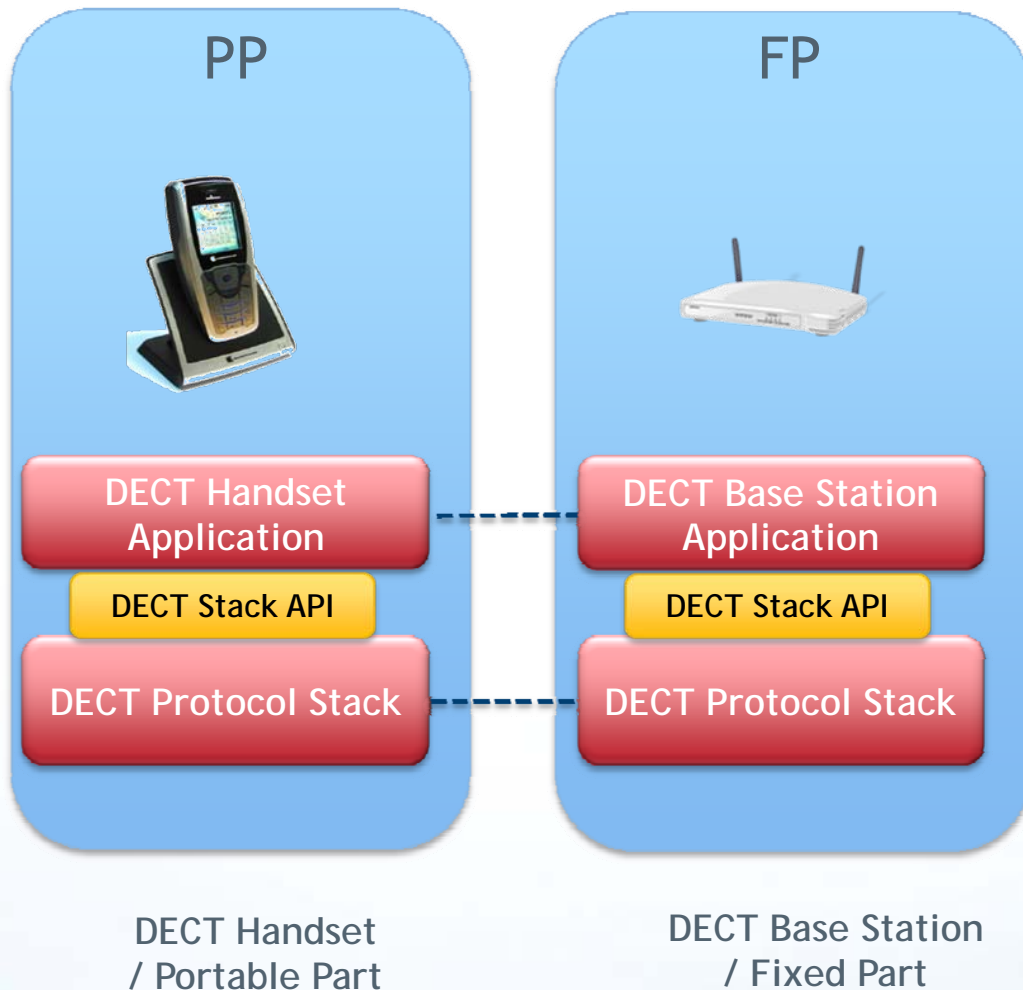 PP
FP
DECT Handset
Application
DECT Base Station
Application
DECT Stack API
DECT Stack API
DECT Protocol Stack
DECT Protocol Stack
DECT Handset
/ Portable Part
DECT Base Station
/ Fixed Part